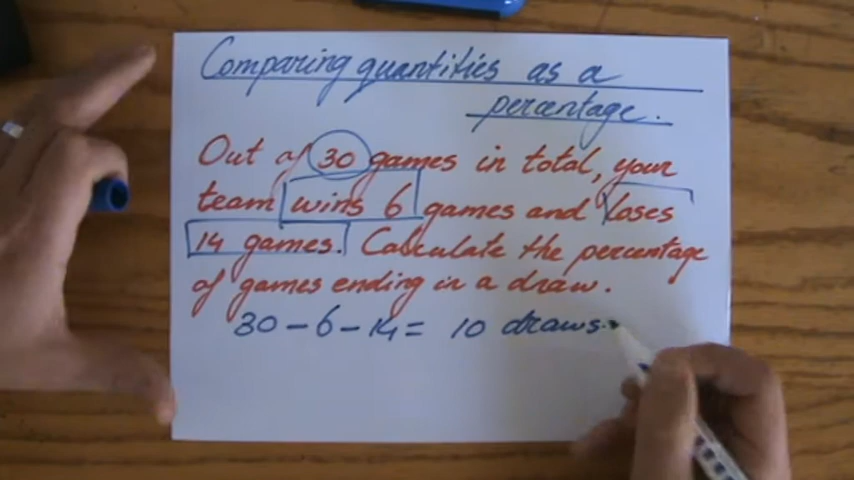 Comparing quantities as a
percentage.
Out of 30 games in total, your
team wins 6 games and loses
14 games. Calculate the percentage
of games ending in a draw.
30 - 6 - 14 = 10 draws.